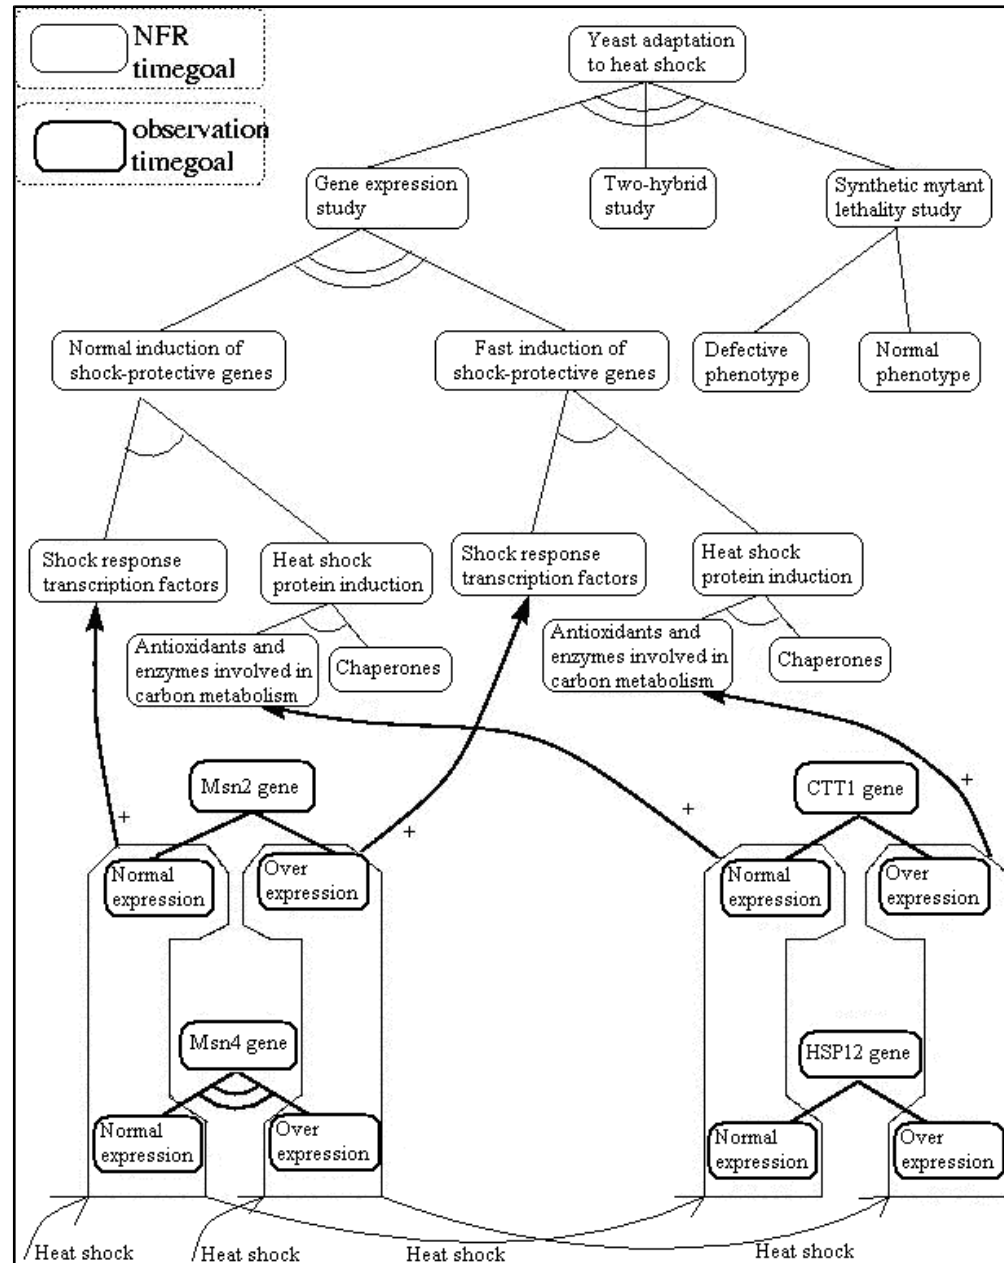 NFR
timegoal
observation
timegoal
Yeast adaptation
to heat shock
Gene expression
study
Two-hybrid
study
Synthetic mytant
lethality study
Normal induction of
shock-protective genes
Fast induction of
shock-protective genes
Defective
phenotype
Normal
phenotype
Shock response
transcription factors
Heat shock
protein induction
Shock response
transcription factors
Heat shock
protein induction
Antioxidants and
enzymes involved in
carbon metabolism
Chaperones
Antioxidants and
enzymes involved in
carbon metabolism
Chaperones
Msn2 gene
CTT1 gene
+
+
+
+
Normal
expression
Over
expression
Normal
expression
Over
expression
Msn4 gene
HSP12 gene
Normal
expression
Over
expression
Normal
expression
Over
expression
Heat shock
Heat shock
Heat shock
Heat shock